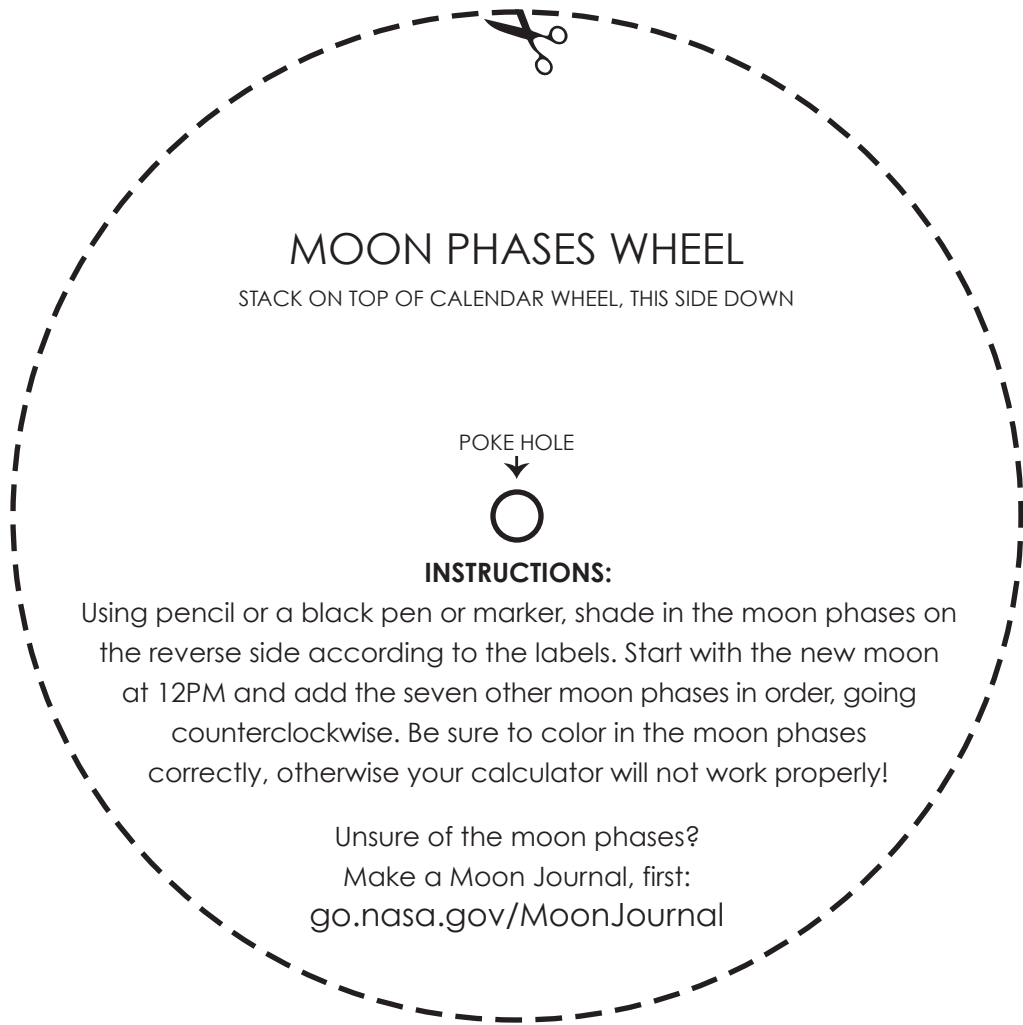 MOON PHASES WHEEL
STACK ON TOP OF CALENDAR WHEEL, THIS SIDE DOWN
POKE HOLE
INSTRUCTIONS:
Using pencil or a black pen or marker, shade in the moon phases on
the reverse side according to the labels. Start with the new moon
at 12PM and add the seven other moon phases in order, going
counterclockwise. Be sure to color in the moon phases
correctly, otherwise your calculator will not work properly!
Unsure of the moon phases?
Make a Moon Journal, first:
go.nasa.gov/MoonJournal